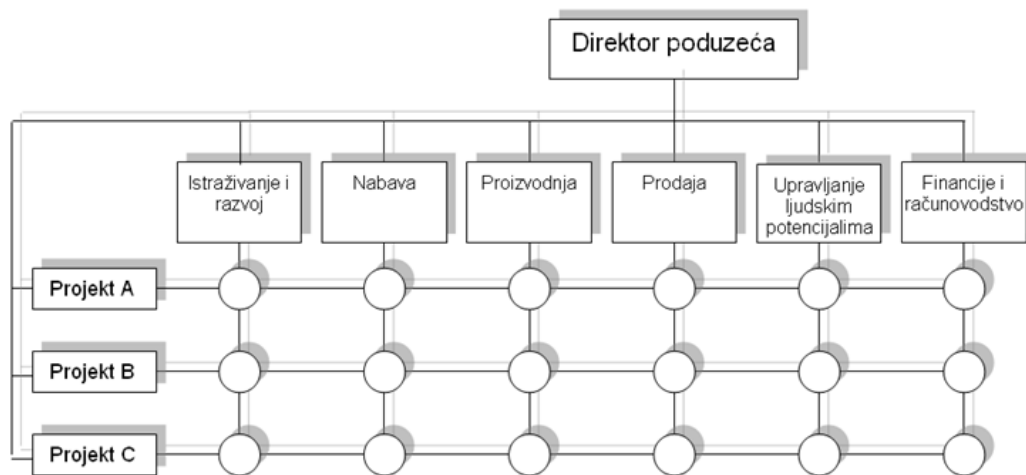 Direktor poduzeća
Istraživanje i
razvoj
Nabava
Proizvodnja
Prodaja
Upravljanje
ljudskim
potencijalima
Financije i
računovodstvo
Projekt A
Projekt B
Projekt C